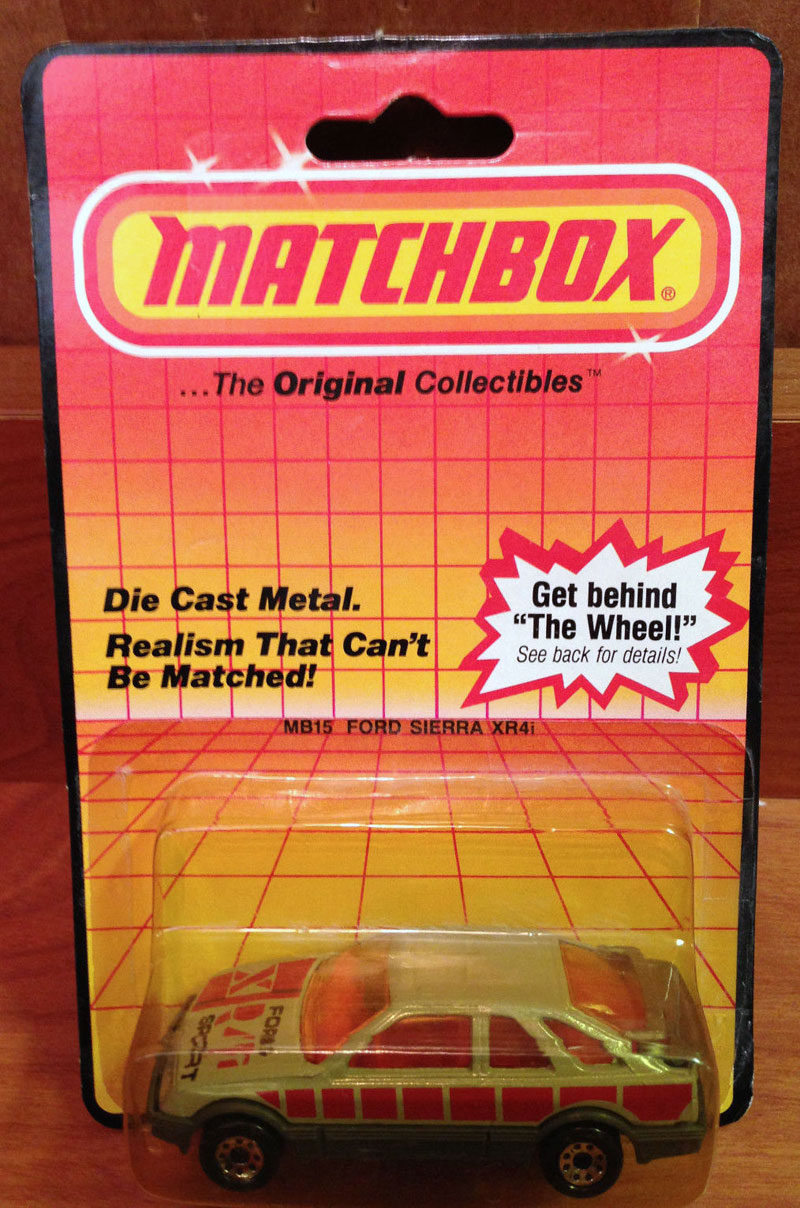 MATCHBOX®
...The Original Collectibles™
Die Cast Metal.
Realism That Can't
Be Matched!
Get behind
“The Wheel!”
See back for details!
MB15 FORD SIERRA XR4i
XR4i
FORD
SPORT